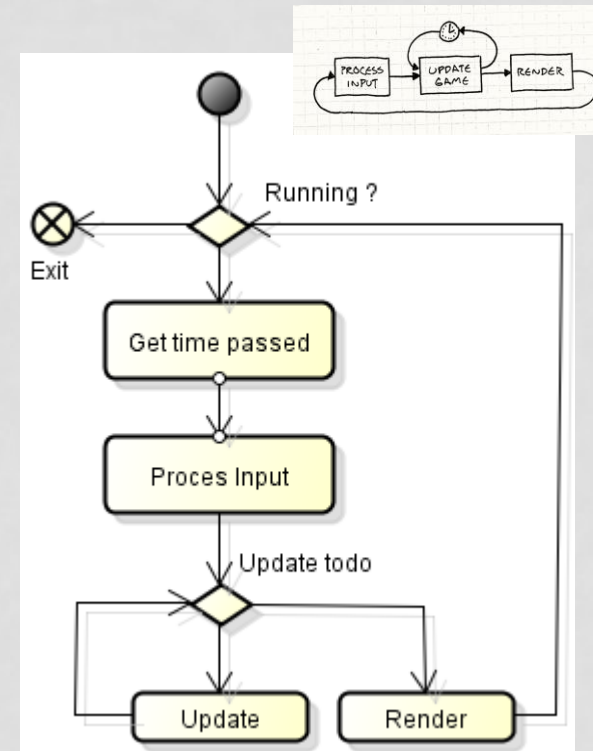 PROCESS
INPUT
UPDATE
GAME
RENDER
Running ?
Exit
Get time passed
Proces Input
Update todo
Update
Render